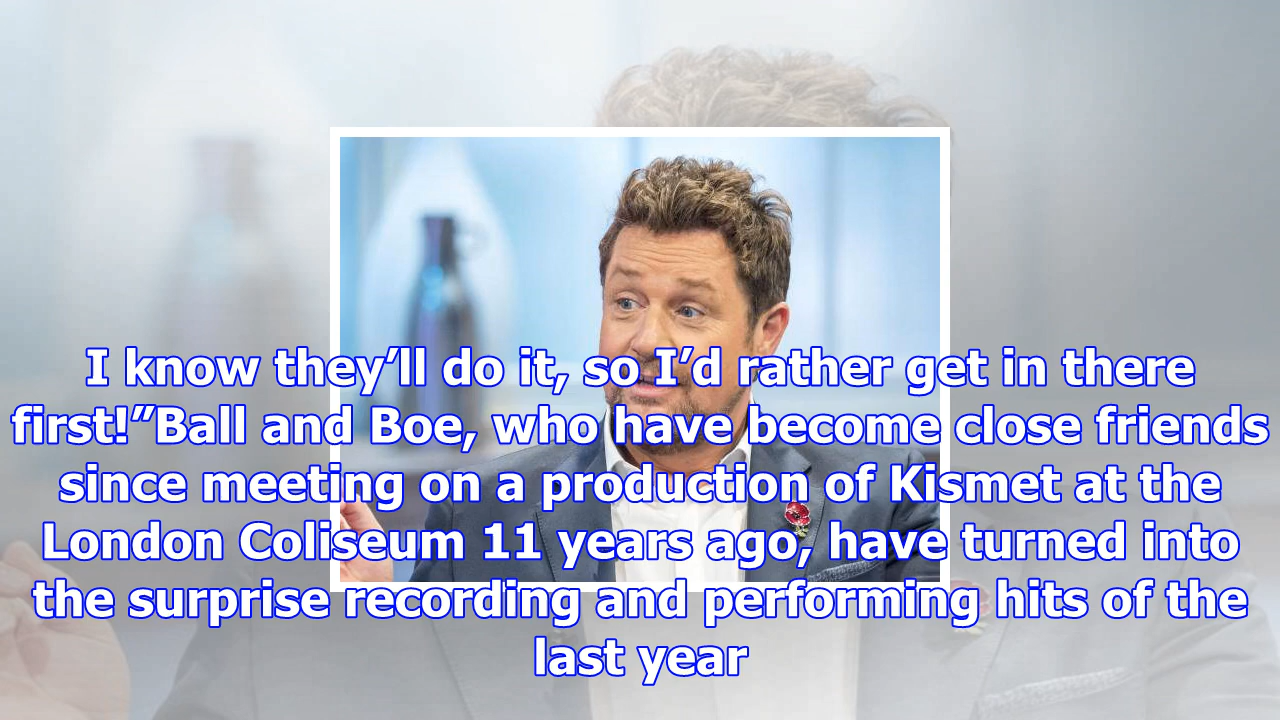 I know they’ll do it, so I’d rather get in there
first!”Ball and Boe, who have become close friends
since meeting on a production of Kismet at the
London Coliseum 11 years ago, have turned into
the surprise recording and performing hits of the
last year